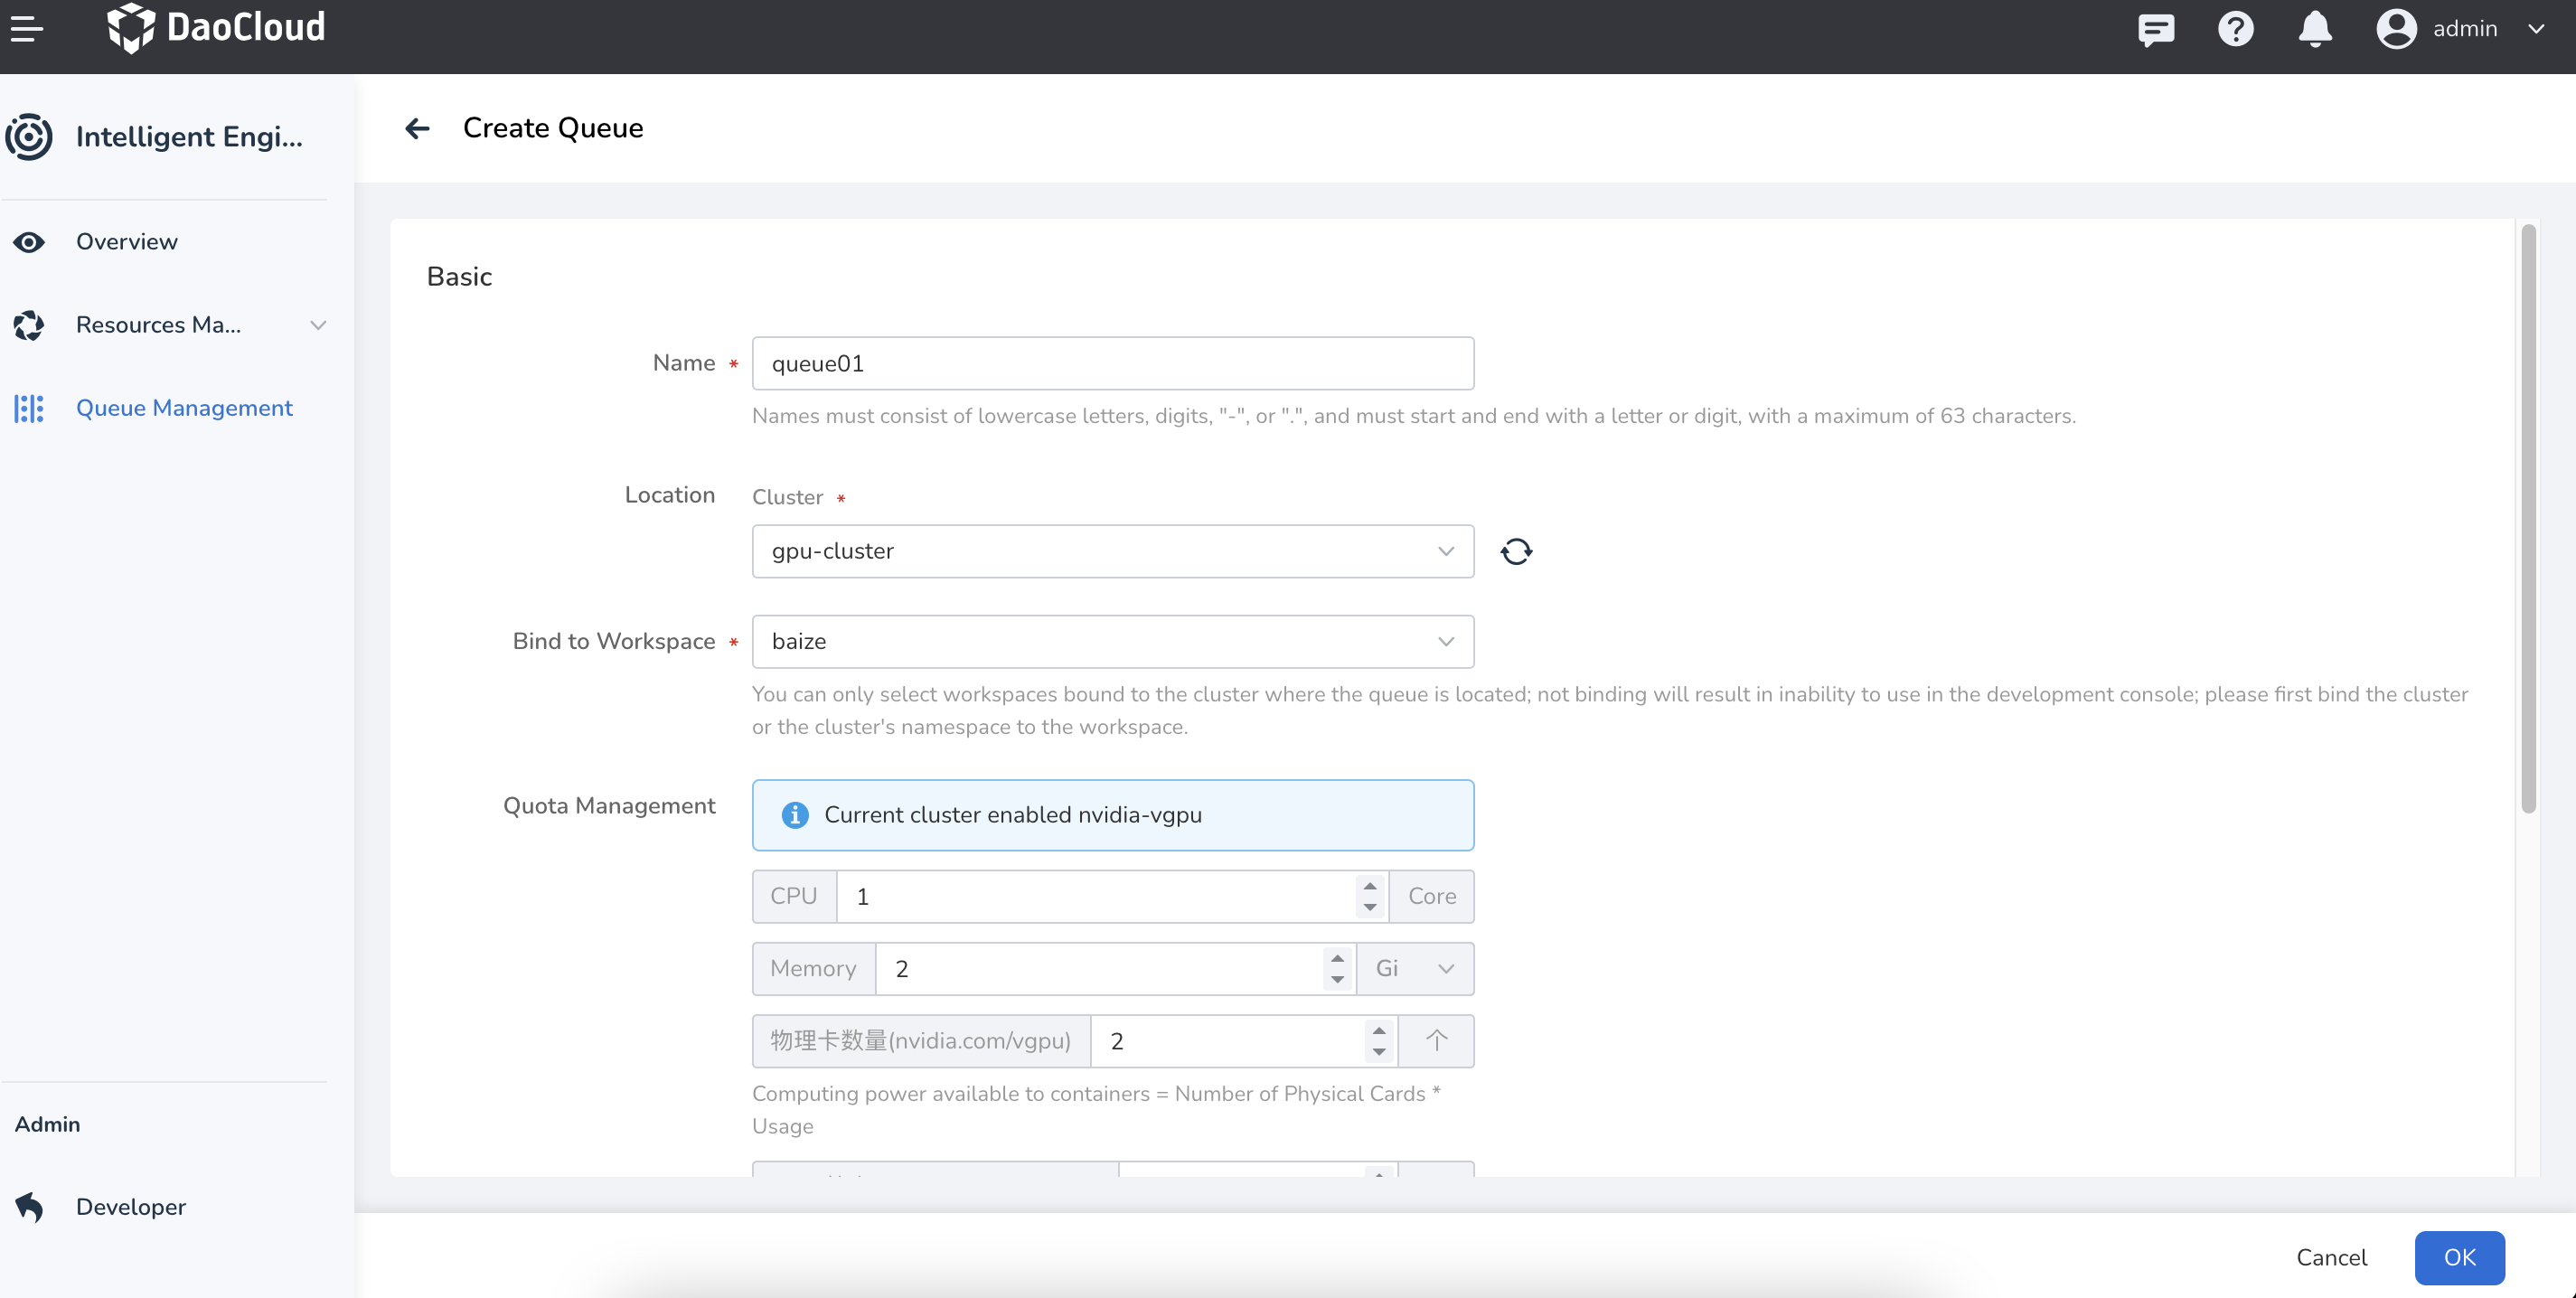 DaoCloud
admin
Intelligent Engi...
Create Queue
Overview
Resources Ma...
Queue Management
Basic
Name *
queue01
Names must consist of lowercase letters, digits, "-", or ".", and must start and end with a letter or digit, with a maximum of 63 characters.
Location
Cluster *
gpu-cluster
Bind to Workspace *
baize
You can only select workspaces bound to the cluster where the queue is located; not binding will result in inability to use in the development console; please first bind the cluster
or the cluster's namespace to the workspace.
Quota Management
Current cluster enabled nvidia-vgpu
CPU 1 Core
Memory 2 Gi
物理卡数量(nvidia.com/vgpu) 2 个
Computing power available to containers = Number of Physical Cards *
Usage
Admin
Developer
Cancel
OK